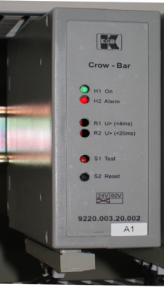 Crow - Bar
H1 On
H2 Alarm
R1 U> (<4ms)
R2 U> (<20ms)
S1 Test
S2 Reset
9220.003.20.002
A1